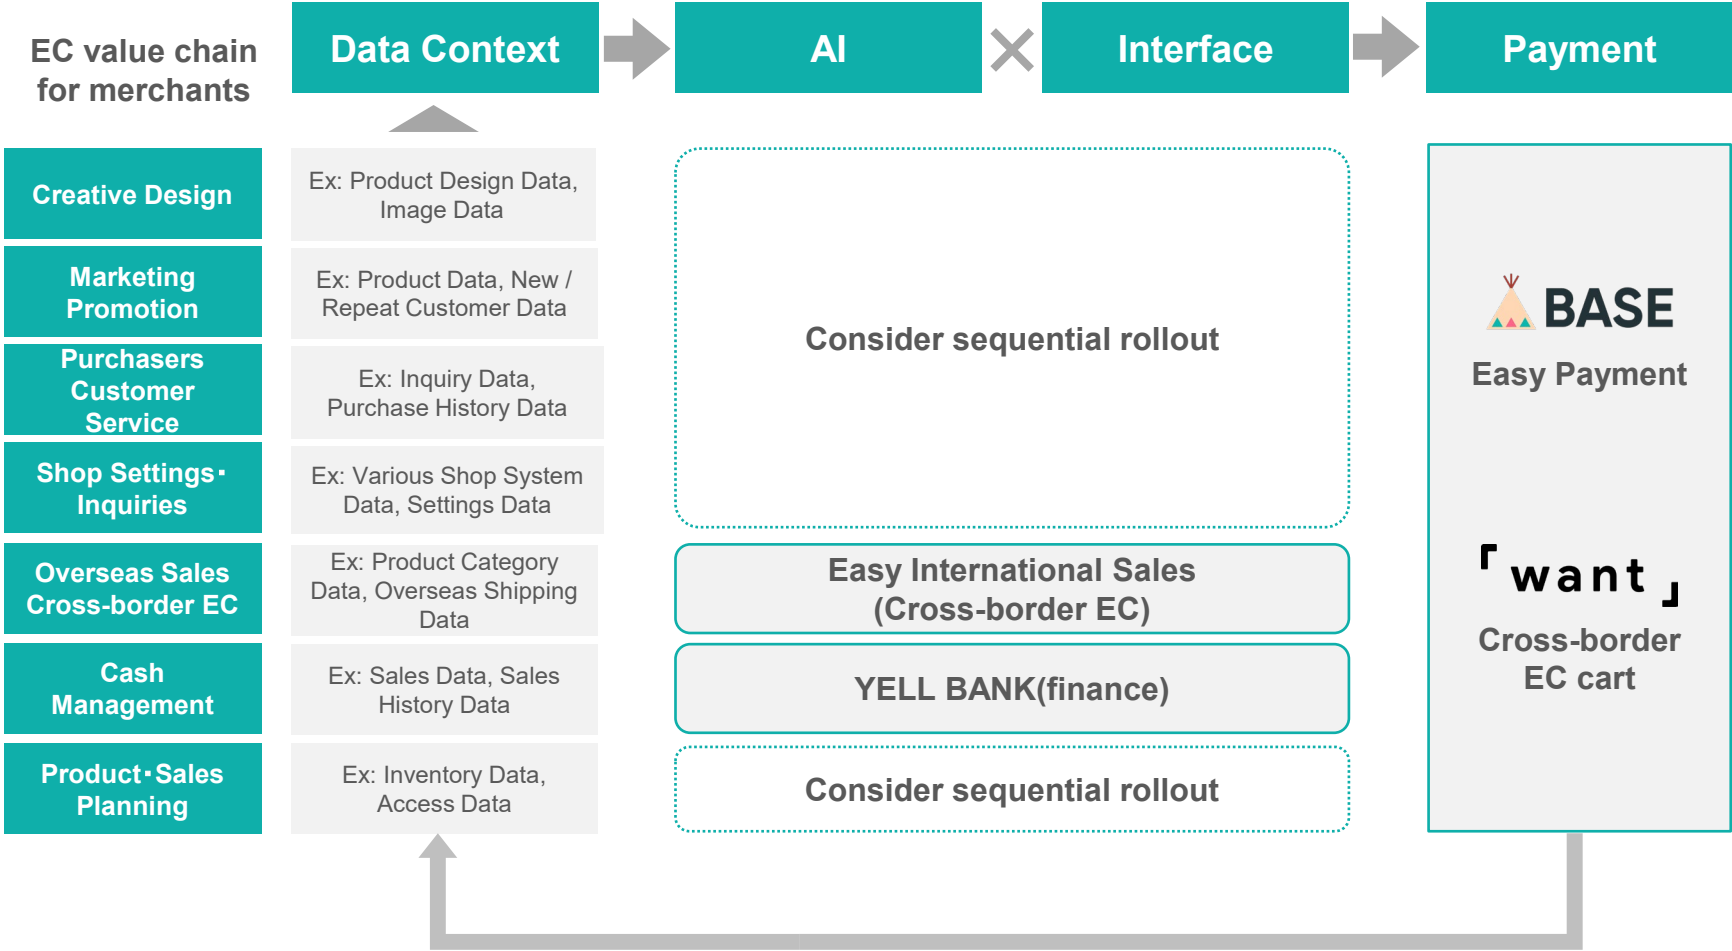 EC value chain
for merchants
Data Context
AI
Interface
Payment
Creative Design
Ex: Product Design Data,
Image Data
Marketing
Promotion
Ex: Product Data, New /
Repeat Customer Data
Purchasers
Customer
Service
Ex: Inquiry Data,
Purchase History Data
Shop Settings・
Inquiries
Ex: Various Shop System
Data, Settings Data
Consider sequential rollout
Overseas Sales
Cross-border EC
Ex: Product Category
Data, Overseas Shipping
Data
Easy International Sales
(Cross-border EC)
Cash
Management
Ex: Sales Data, Sales
History Data
YELL BANK(finance)
Product・Sales
Planning
Ex: Inventory Data,
Access Data
Consider sequential rollout
BASE
Easy Payment
「want」
Cross-border
EC cart